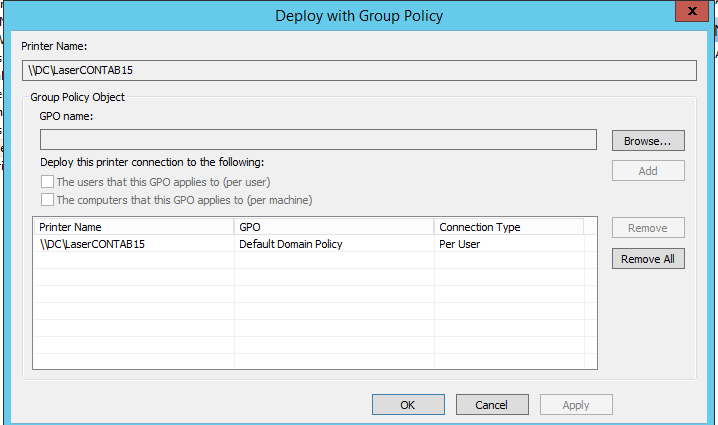 Deploy with Group Policy
x
Printer Name:
\\DC\LaserCONTAB15
Group Policy Object
GPO name:
Browse...
Deploy this printer connection to the following:
Add
The users that this GPO applies to (per user)
The computers that this GPO applies to (per machine)
Printer Name GPO Connection Type
Remove
\\DC\LaserCONTAB15 Default Domain Policy Per User
Remove All
OK Cancel Apply